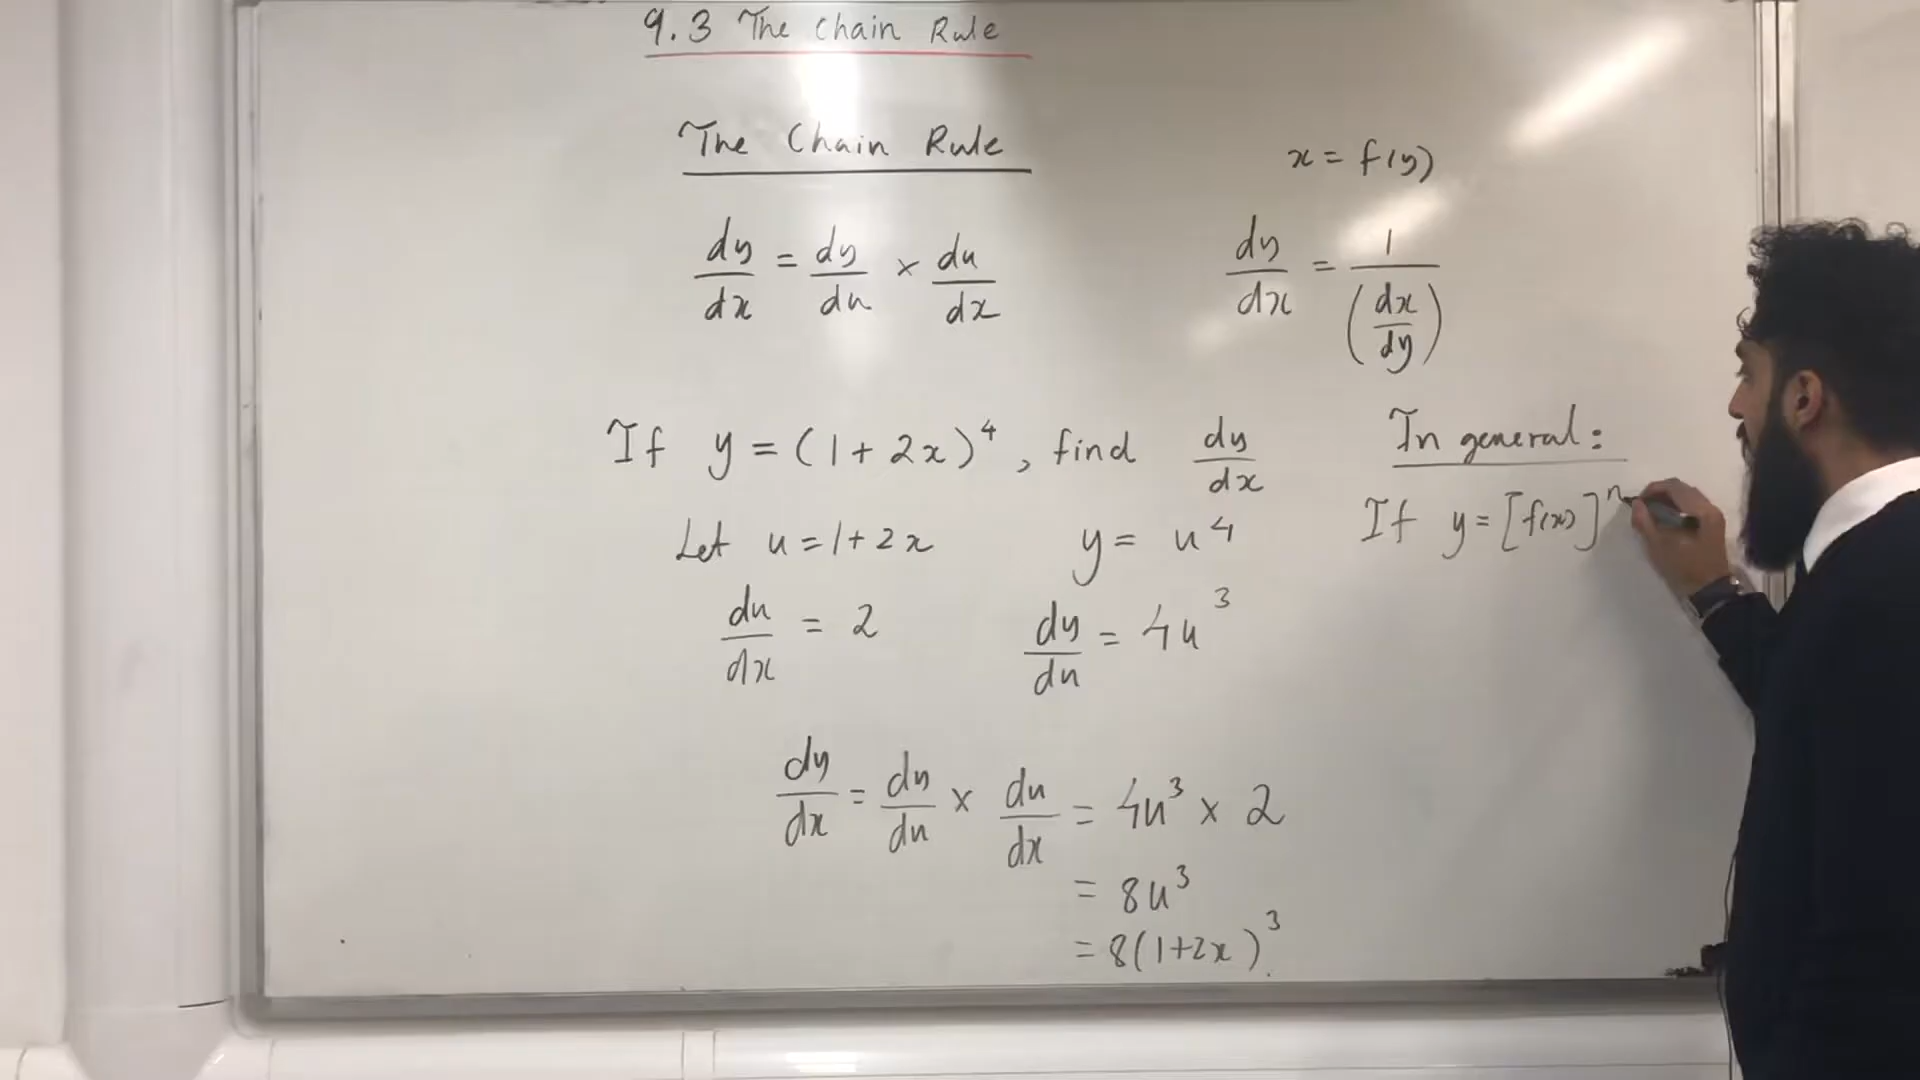 9.3 The Chain Rule
The Chain Rule
dy/dx = dy/du × du/dx
x = f(y)
dy/dx = 1/(dx/dy)
If y = (1 + 2x)⁴, find dy/dx
Let u = 1 + 2x
y = u⁴
du/dx = 2
dy/du = 4u³
dy/dx = dy/du × du/dx = 4u³ × 2
= 8u³
= 8(1+2x)³.
In general:
If y = [f(x)]ⁿ